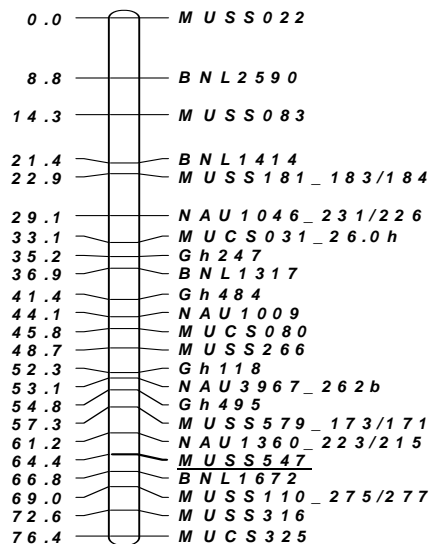 0.0 MUSS022
8.8 BNL2590
14.3 MUSS083
21.4 BNL1414
22.9 MUSS181_183/184
29.1 NAU1046_231/226
33.1 MUCS031_26.0h
35.2 Gh247
36.9 BNL1317
41.4 Gh484
44.1 NAU1009
45.8 MUCS080
48.7 MUSS266
52.3 Gh118
53.1 NAU3967_262b
54.8 Gh495
57.3 MUSS579_173/171
61.2 NAU1360_223/215
64.4 MUSS547
66.8 BNL1672
69.0 MUSS110_275/277
72.6 MUSS316
76.4 MUCS325